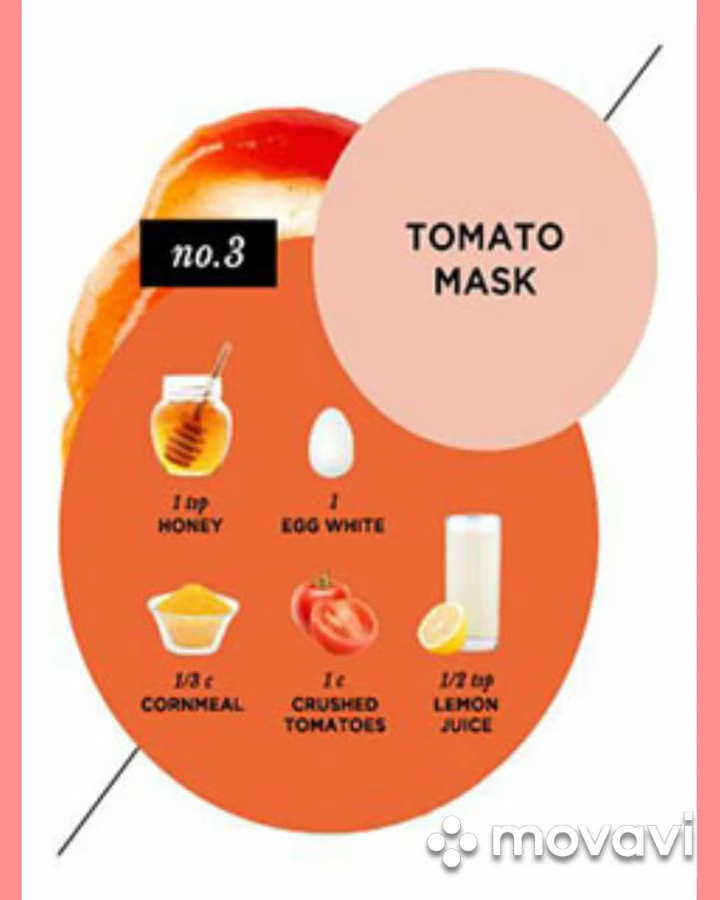 TOMATO
MASK
no.3
1 tsp
HONEY
1
EGG WHITE
1/3 c
CORNMEAL
1 c
CRUSHED
TOMATOES
1/2 tsp
LEMON
JUICE
movavi